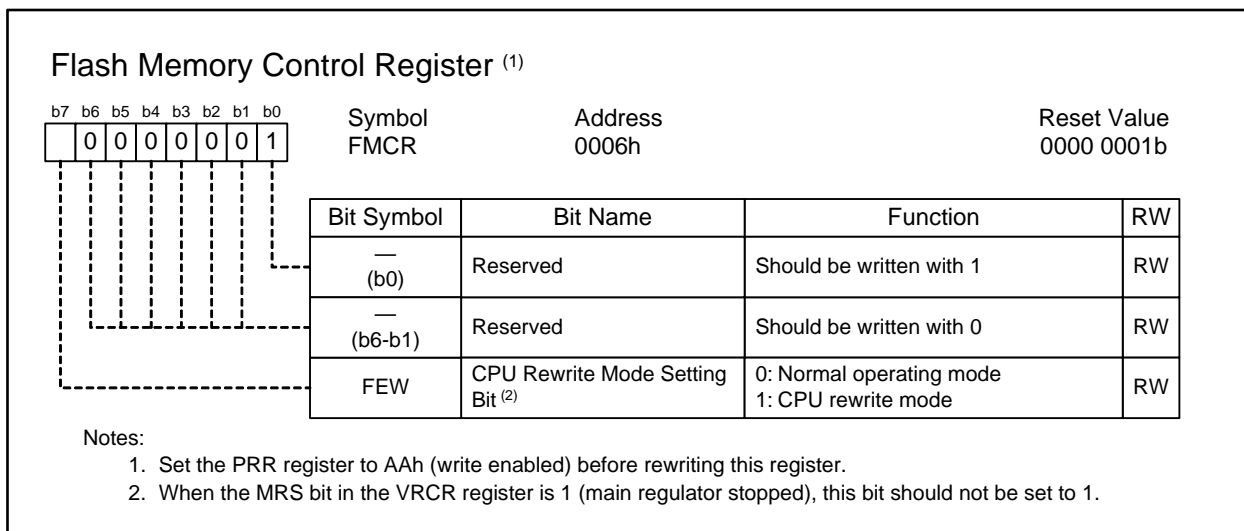 Flash Memory Control Register (1)
b7 b6 b5 b4 b3 b2 b1 b0
0 0 0 0 0 0 1
Symbol Address Reset Value
FMCR 0006h 0000 0001b
Bit Symbol Bit Name Function RW
— (b0) Reserved Should be written with 1 RW
— (b6-b1) Reserved Should be written with 0 RW
FEW CPU Rewrite Mode Setting Bit (2) 0: Normal operating mode 1: CPU rewrite mode RW
Notes:
1. Set the PRR register to AAh (write enabled) before rewriting this register.
2. When the MRS bit in the VRCR register is 1 (main regulator stopped), this bit should not be set to 1.